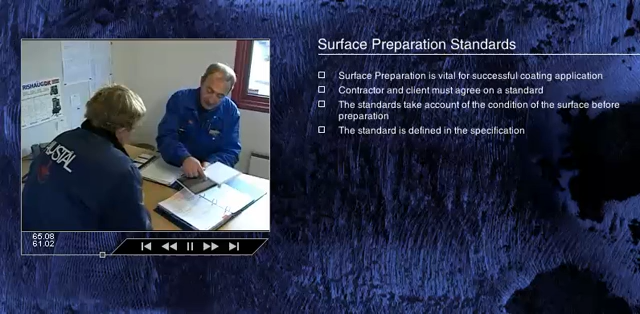 Surface Preparation Standards
Surface Preparation is vital for successful coating application
Contractor and client must agree on a standard
The standards take account of the condition of the surface before
preparation
The standard is defined in the specification
65.08
61.02